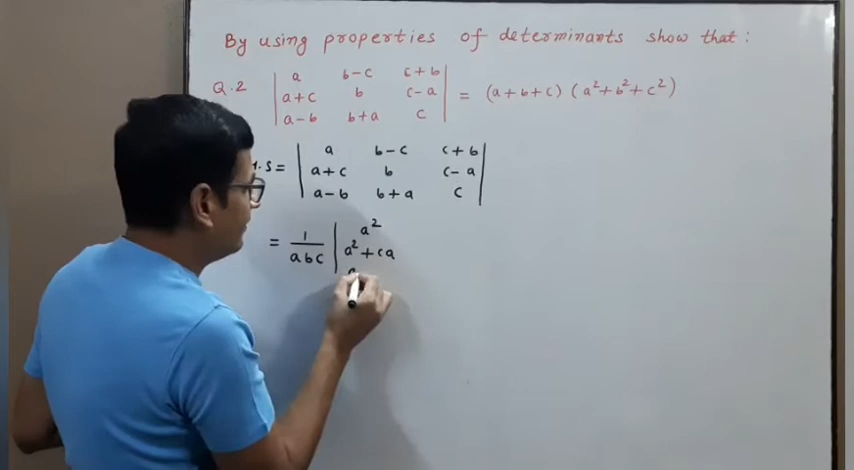 By using properties of determinants show that :
Q.2 | a b-c c+b |
| a+c b c-a | = (a+b+c) (a²+b²+c²)
| a-b b+a c |
.S = | a b-c c+b |
| a+c b c-a |
| a-b b+a c |
= 1/abc | a²
a²+ca